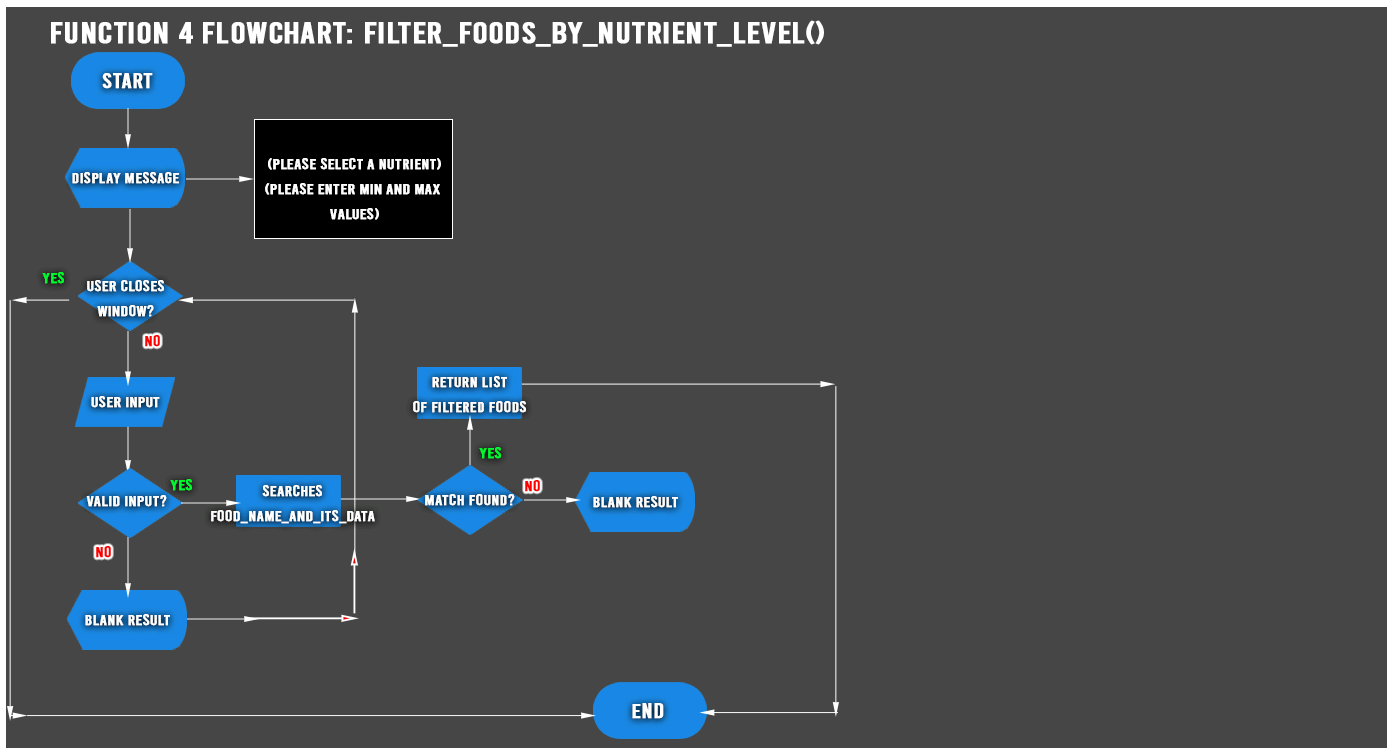 FUNCTION 4 FLOWCHART: FILTER_FOODS_BY_NUTRIENT_LEVEL()
START
DISPLAY MESSAGE
(PLEASE SELECT A NUTRIENT)
(PLEASE ENTER MIN AND MAX
VALUES)
YES
USER CLOSES
WINDOW?
NO
USER INPUT
VALID INPUT?
YES
SEARCHES
FOOD_NAME_AND_ITS_DATA
RETURN LIST
OF FILTERED FOODS
YES
MATCH FOUND?
NO
BLANK RESULT
NO
BLANK RESULT
END